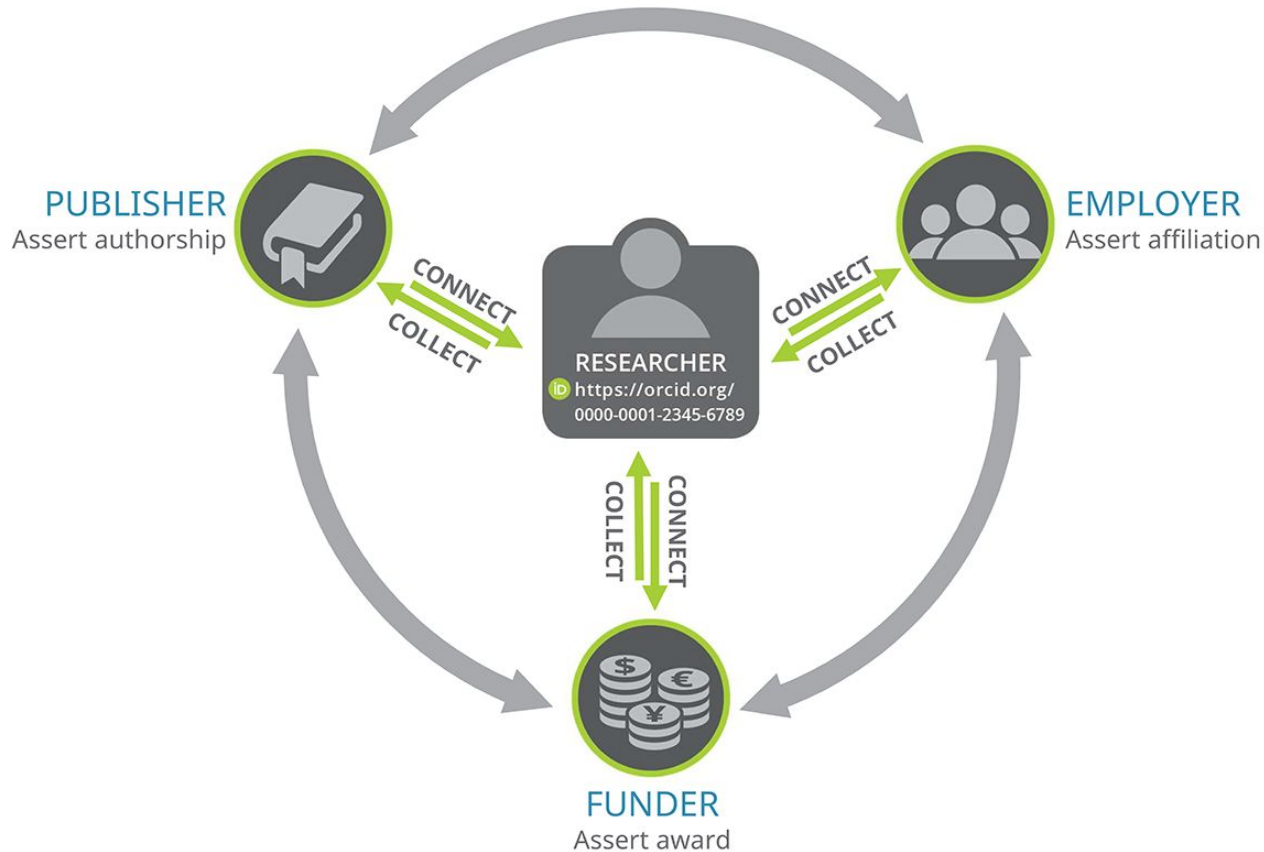 PUBLISHER
Assert authorship
EMPLOYER
Assert affiliation
CONNECT
COLLECT
CONNECT
COLLECT
RESEARCHER
iD https://orcid.org/
0000-0001-2345-6789
COLLECT
CONNECT
$
€
¥
FUNDER
Assert award